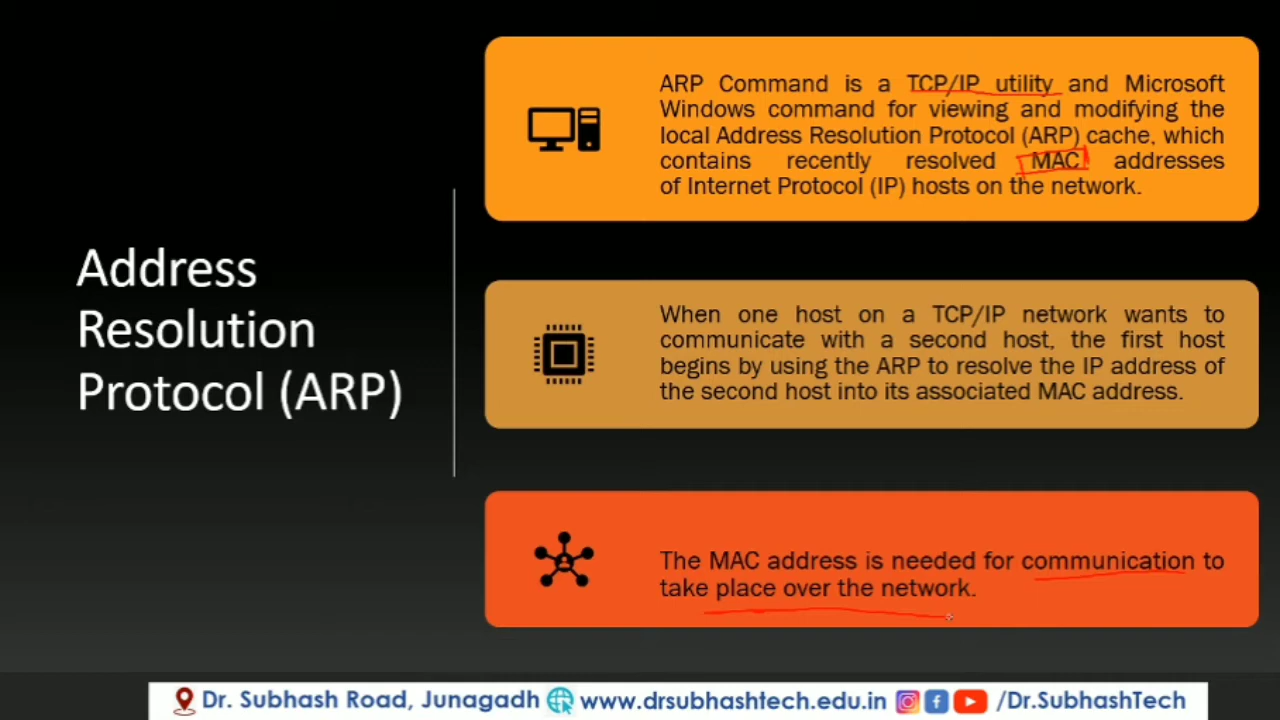 Address
Resolution
Protocol (ARP)
ARP Command is a TCP/IP utility and Microsoft
Windows command for viewing and modifying the
local Address Resolution Protocol (ARP) cache, which
contains recently resolved MAC addresses
of Internet Protocol (IP) hosts on the network.
When one host on a TCP/IP network wants to
communicate with a second host, the first host
begins by using the ARP to resolve the IP address of
the second host into its associated MAC address.
The MAC address is needed for communication to
take place over the network.
Dr. Subhash Road, Junagadh www.drsubhashtech.edu.in /Dr.SubhashTech